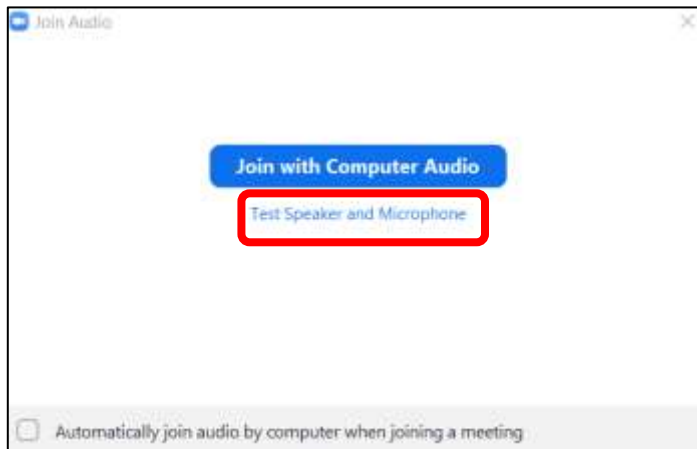 Join Audio
Join with Computer Audio
Test Speaker and Microphone
Automatically join audio by computer when joining a meeting